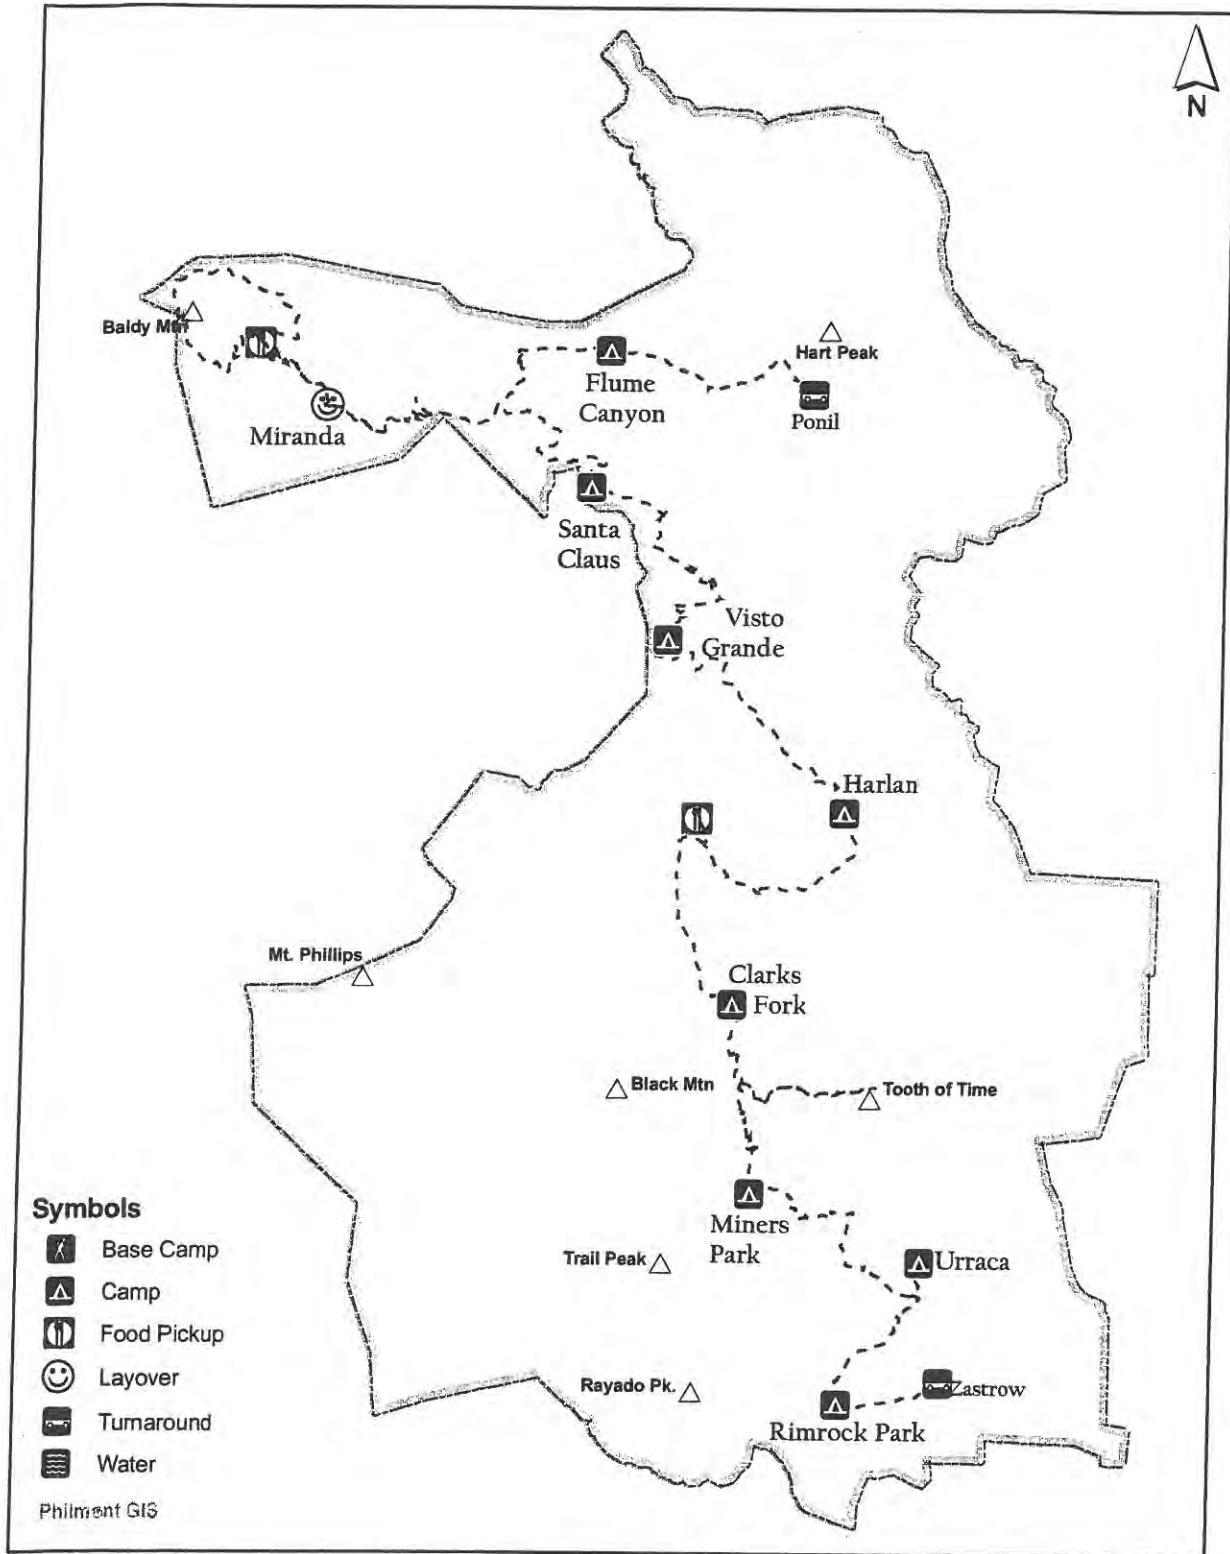 N
Baldy Mtn
Hart Peak
Flume
Canyon
Ponil
Miranda
Santa
Claus
Visto
Grande
Harlan
Mt. Phillips
Clarks
Fork
Black Mtn
Tooth of Time
Symbols
Base Camp
Camp
Food Pickup
Layover
Turnaround
Water
Miners
Park
Trail Peak
Urraca
Rayado Pk.
Zastrow
Rimrock Park
Philmont GIS